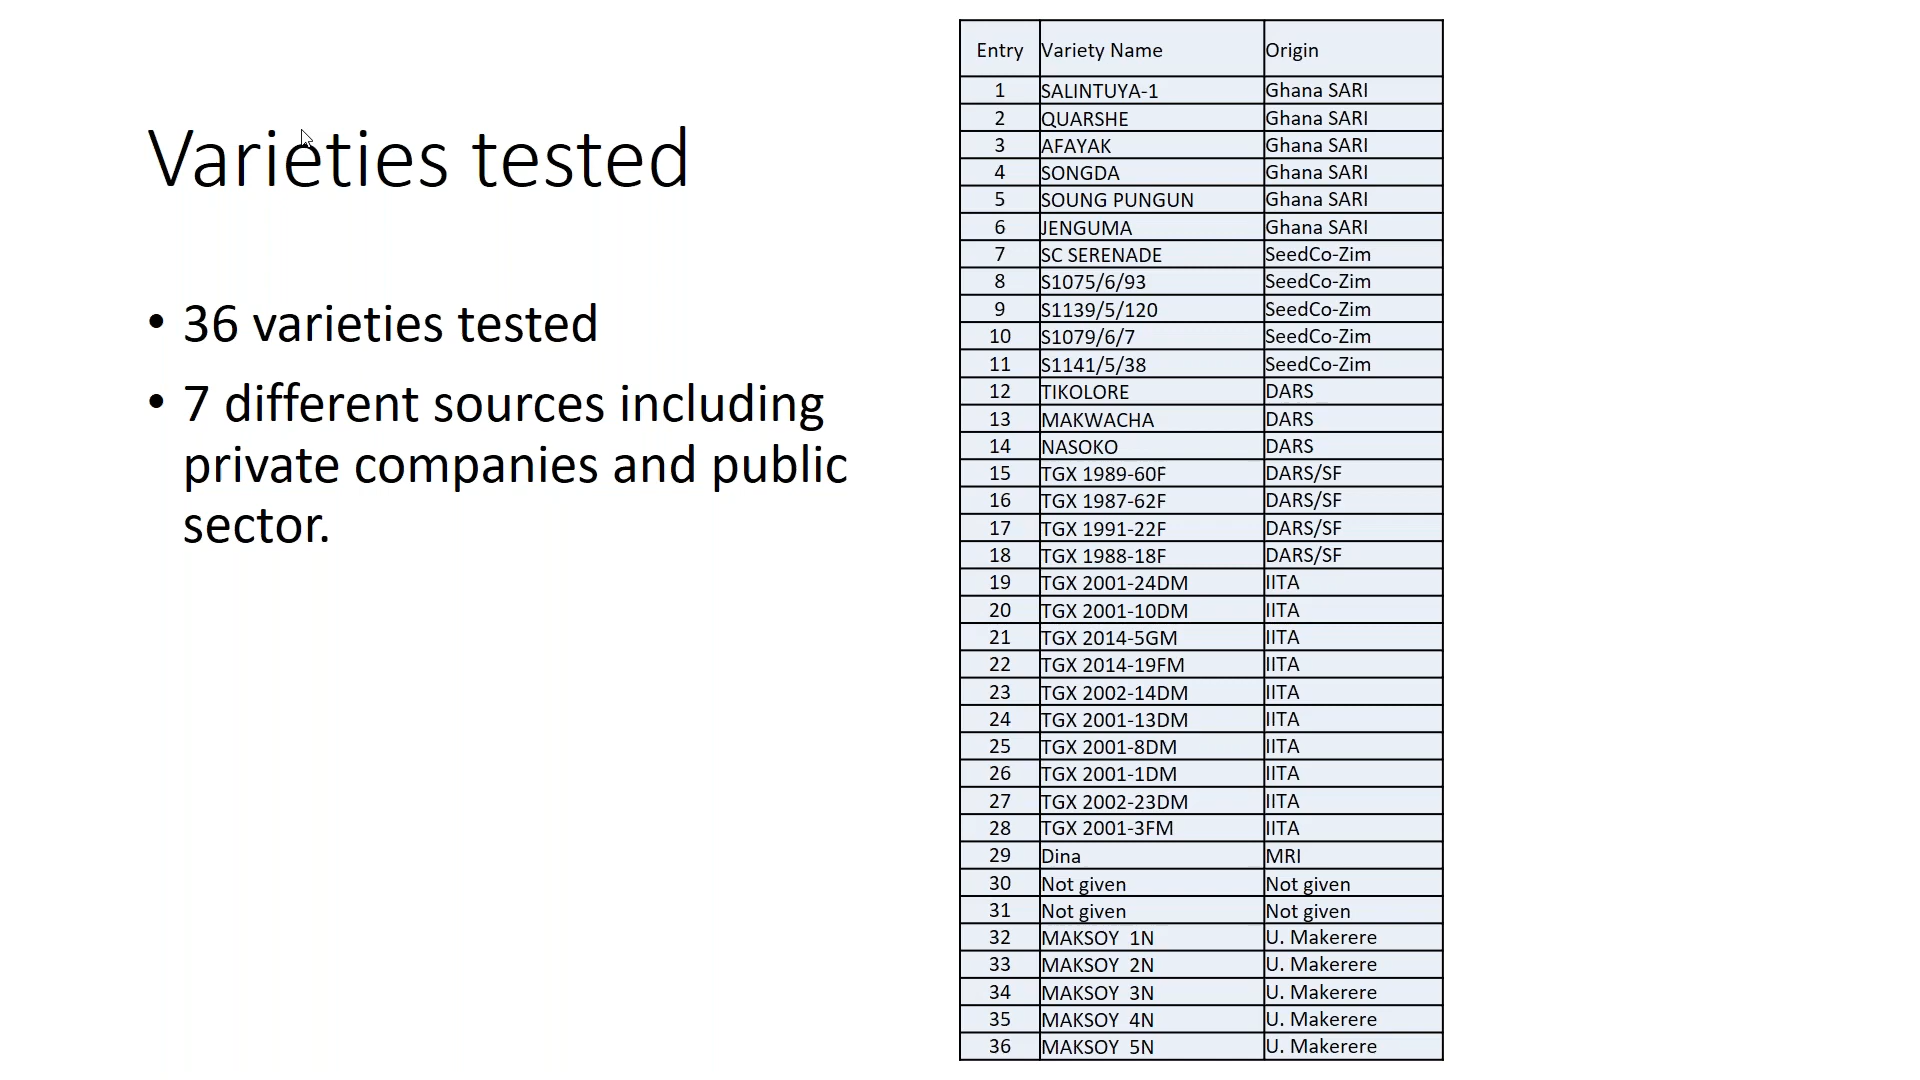 Varieties tested
• 36 varieties tested
• 7 different sources including
private companies and public
sector.
Entry Variety Name Origin
1 SALINTUYA-1 Ghana SARI
2 QUARSHE Ghana SARI
3 AFAYAK Ghana SARI
4 SONGDA Ghana SARI
5 SOUNG PUNGUN Ghana SARI
6 JENGUMA Ghana SARI
7 SC SERENADE SeedCo-Zim
8 S1075/6/93 SeedCo-Zim
9 S1139/5/120 SeedCo-Zim
10 S1079/6/7 SeedCo-Zim
11 S1141/5/38 SeedCo-Zim
12 TIKOLORE DARS
13 MAKWACHA DARS
14 NASOKO DARS
15 TGX 1989-60F DARS/SF
16 TGX 1987-62F DARS/SF
17 TGX 1991-22F DARS/SF
18 TGX 1988-18F DARS/SF
19 TGX 2001-24DM IITA
20 TGX 2001-10DM IITA
21 TGX 2014-5GM IITA
22 TGX 2014-19FM IITA
23 TGX 2002-14DM IITA
24 TGX 2001-13DM IITA
25 TGX 2001-8DM IITA
26 TGX 2001-1DM IITA
27 TGX 2002-23DM IITA
28 TGX 2001-3FM IITA
29 Dina MRI
30 Not given Not given
31 Not given Not given
32 MAKSOY 1N U. Makerere
33 MAKSOY 2N U. Makerere
34 MAKSOY 3N U. Makerere
35 MAKSOY 4N U. Makerere
36 MAKSOY 5N U. Makerere